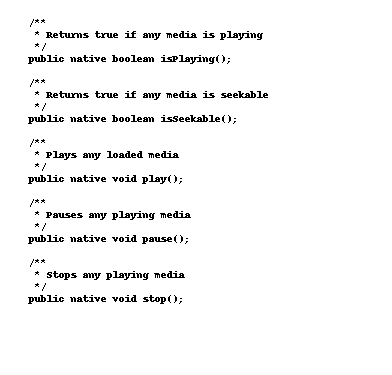 /**
 * Returns true if any media is playing
 */
public native boolean isPlaying();

/**
 * Returns true if any media is seekable
 */
public native boolean isSeekable();

/**
 * Plays any loaded media
 */
public native void play();

/**
 * Pauses any playing media
 */
public native void pause();

/**
 * Stops any playing media
 */
public native void stop();